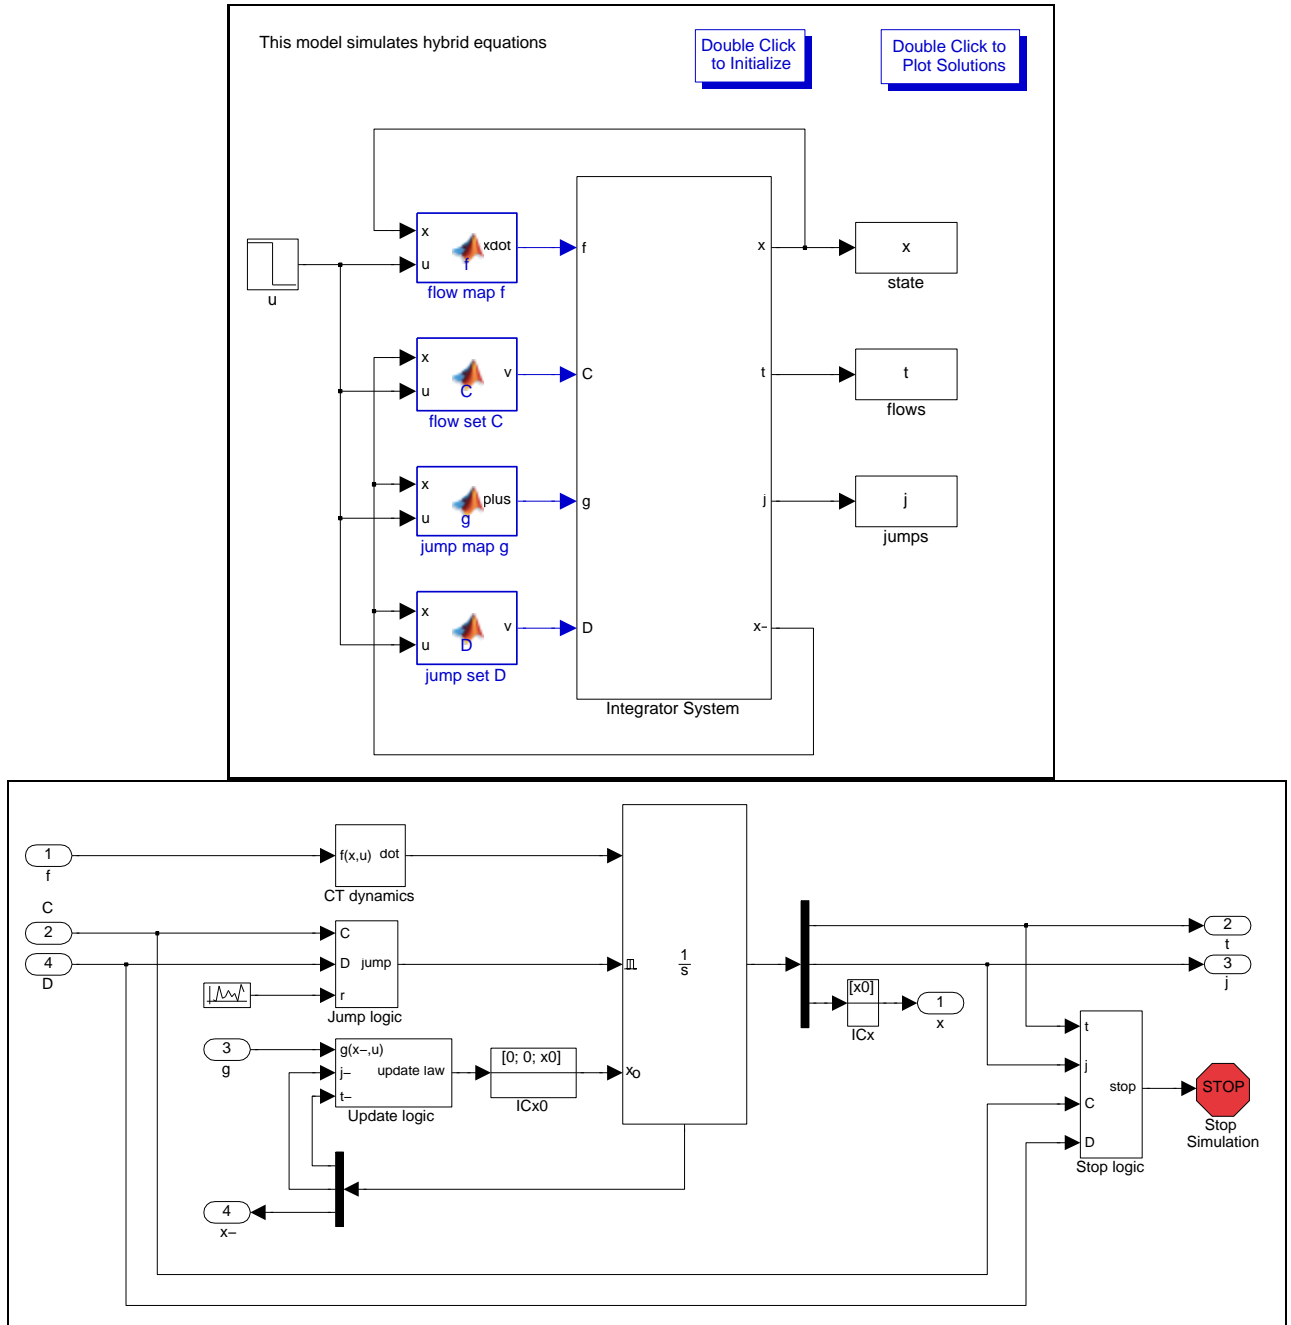 This model simulates hybrid equations
Double Click
to Initialize
Double Click to
Plot Solutions
x
u
xdot
f
flow map f
u
f
x
x
state
x
u
v
C
flow set C
C
t
t
flows
x
u
plus
g
jump map g
g
j
j
jumps
x
u
v
D
jump set D
D
x−
Integrator System
1
f
f(x,u)
dot
CT dynamics
C
2
4
D
C
D
r
jump
Jump logic
1
s
xo
3
g
g(x−,u)
j−
t−
update law
Update logic
[0; 0; x0]
ICx0
4
x−
[x0]
ICx
2
t
3
j
1
x
t
j
C
D
stop
Stop logic
STOP
Stop
Simulation